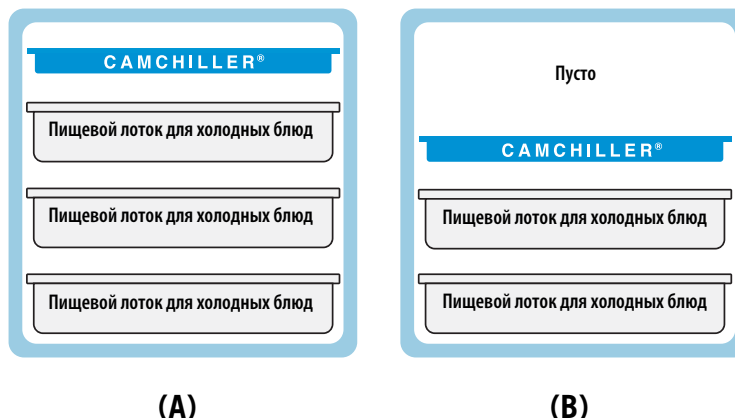 CAMCHILLER®
Пищевой лоток для холодных блюд
Пищевой лоток для холодных блюд
Пищевой лоток для холодных блюд
(A)
Пусто
CAMCHILLER®
Пищевой лоток для холодных блюд
Пищевой лоток для холодных блюд
(B)